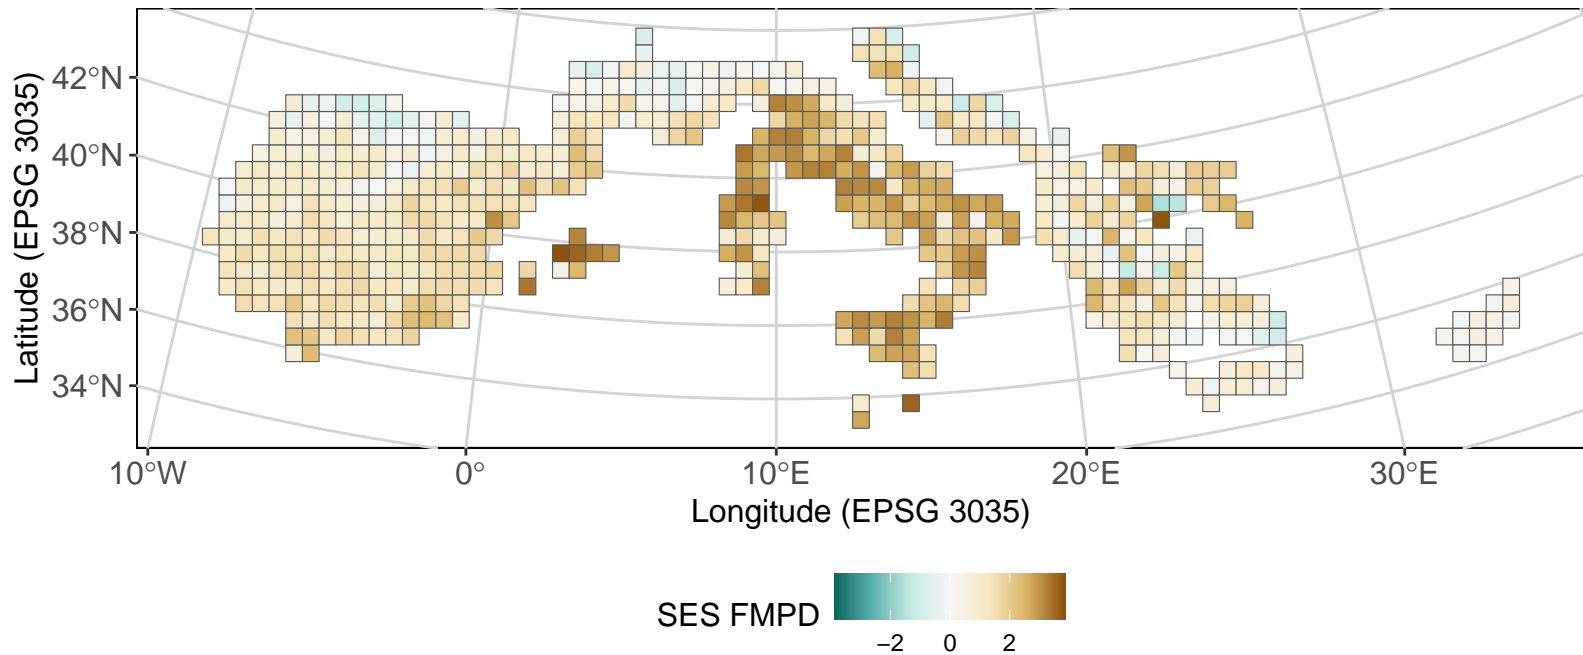 Latitude (EPSG 3035)
42°N
40°N
38°N
36°N
34°N
10°W
0°
10°E
20°E
30°E
Longitude (EPSG 3035)
SES FMPD
−2
0
2